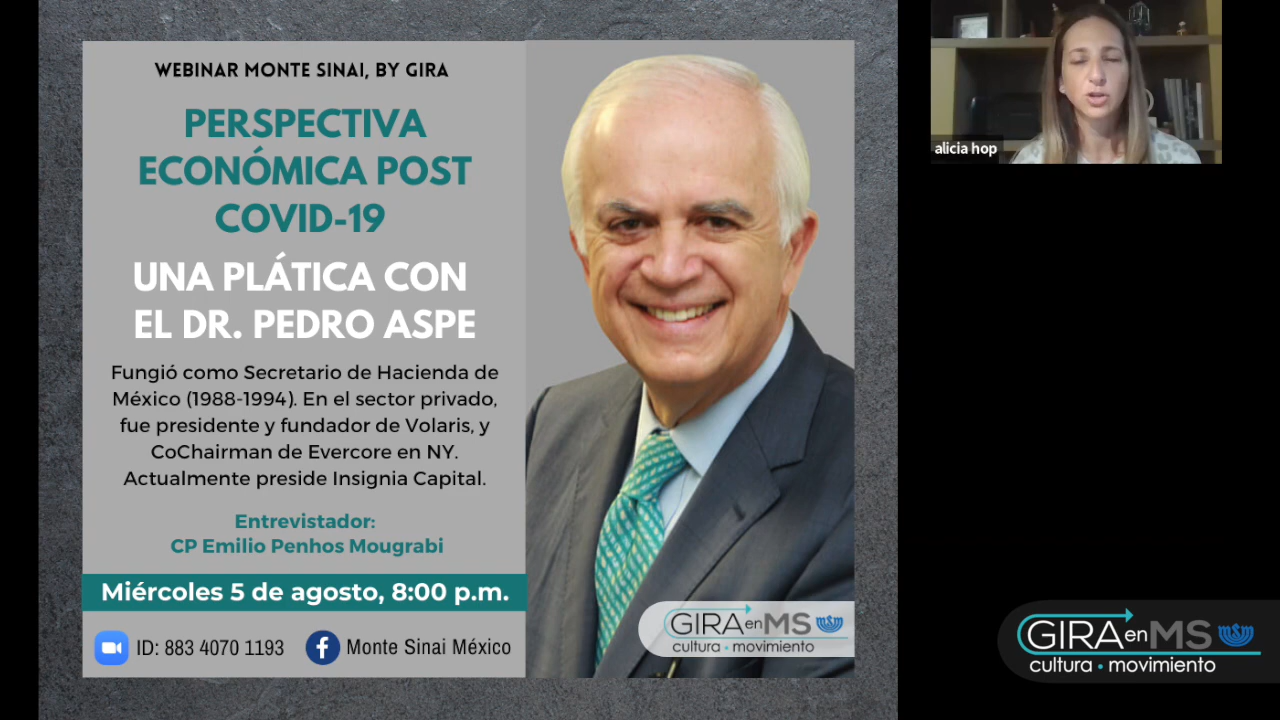 WEBINAR MONTE SINAI, BY GIRA
PERSPECTIVA
ECONÓMICA POST
COVID-19
UNA PLÁTICA CON
EL DR. PEDRO ASPE
Fungió como Secretario de Hacienda de
México (1988-1994). En el sector privado,
fue presidente y fundador de Volaris, y
CoChairman de Evercore en NY.
Actualmente preside Insignia Capital.
Entrevistador:
CP Emilio Penhos Mougrabi
Miércoles 5 de agosto, 8:00 p.m.
ID: 883 4070 1193
Monte Sinai México
GIRA en MS
cultura • movimiento
alicia hop
GIRA en MS
cultura • movimiento